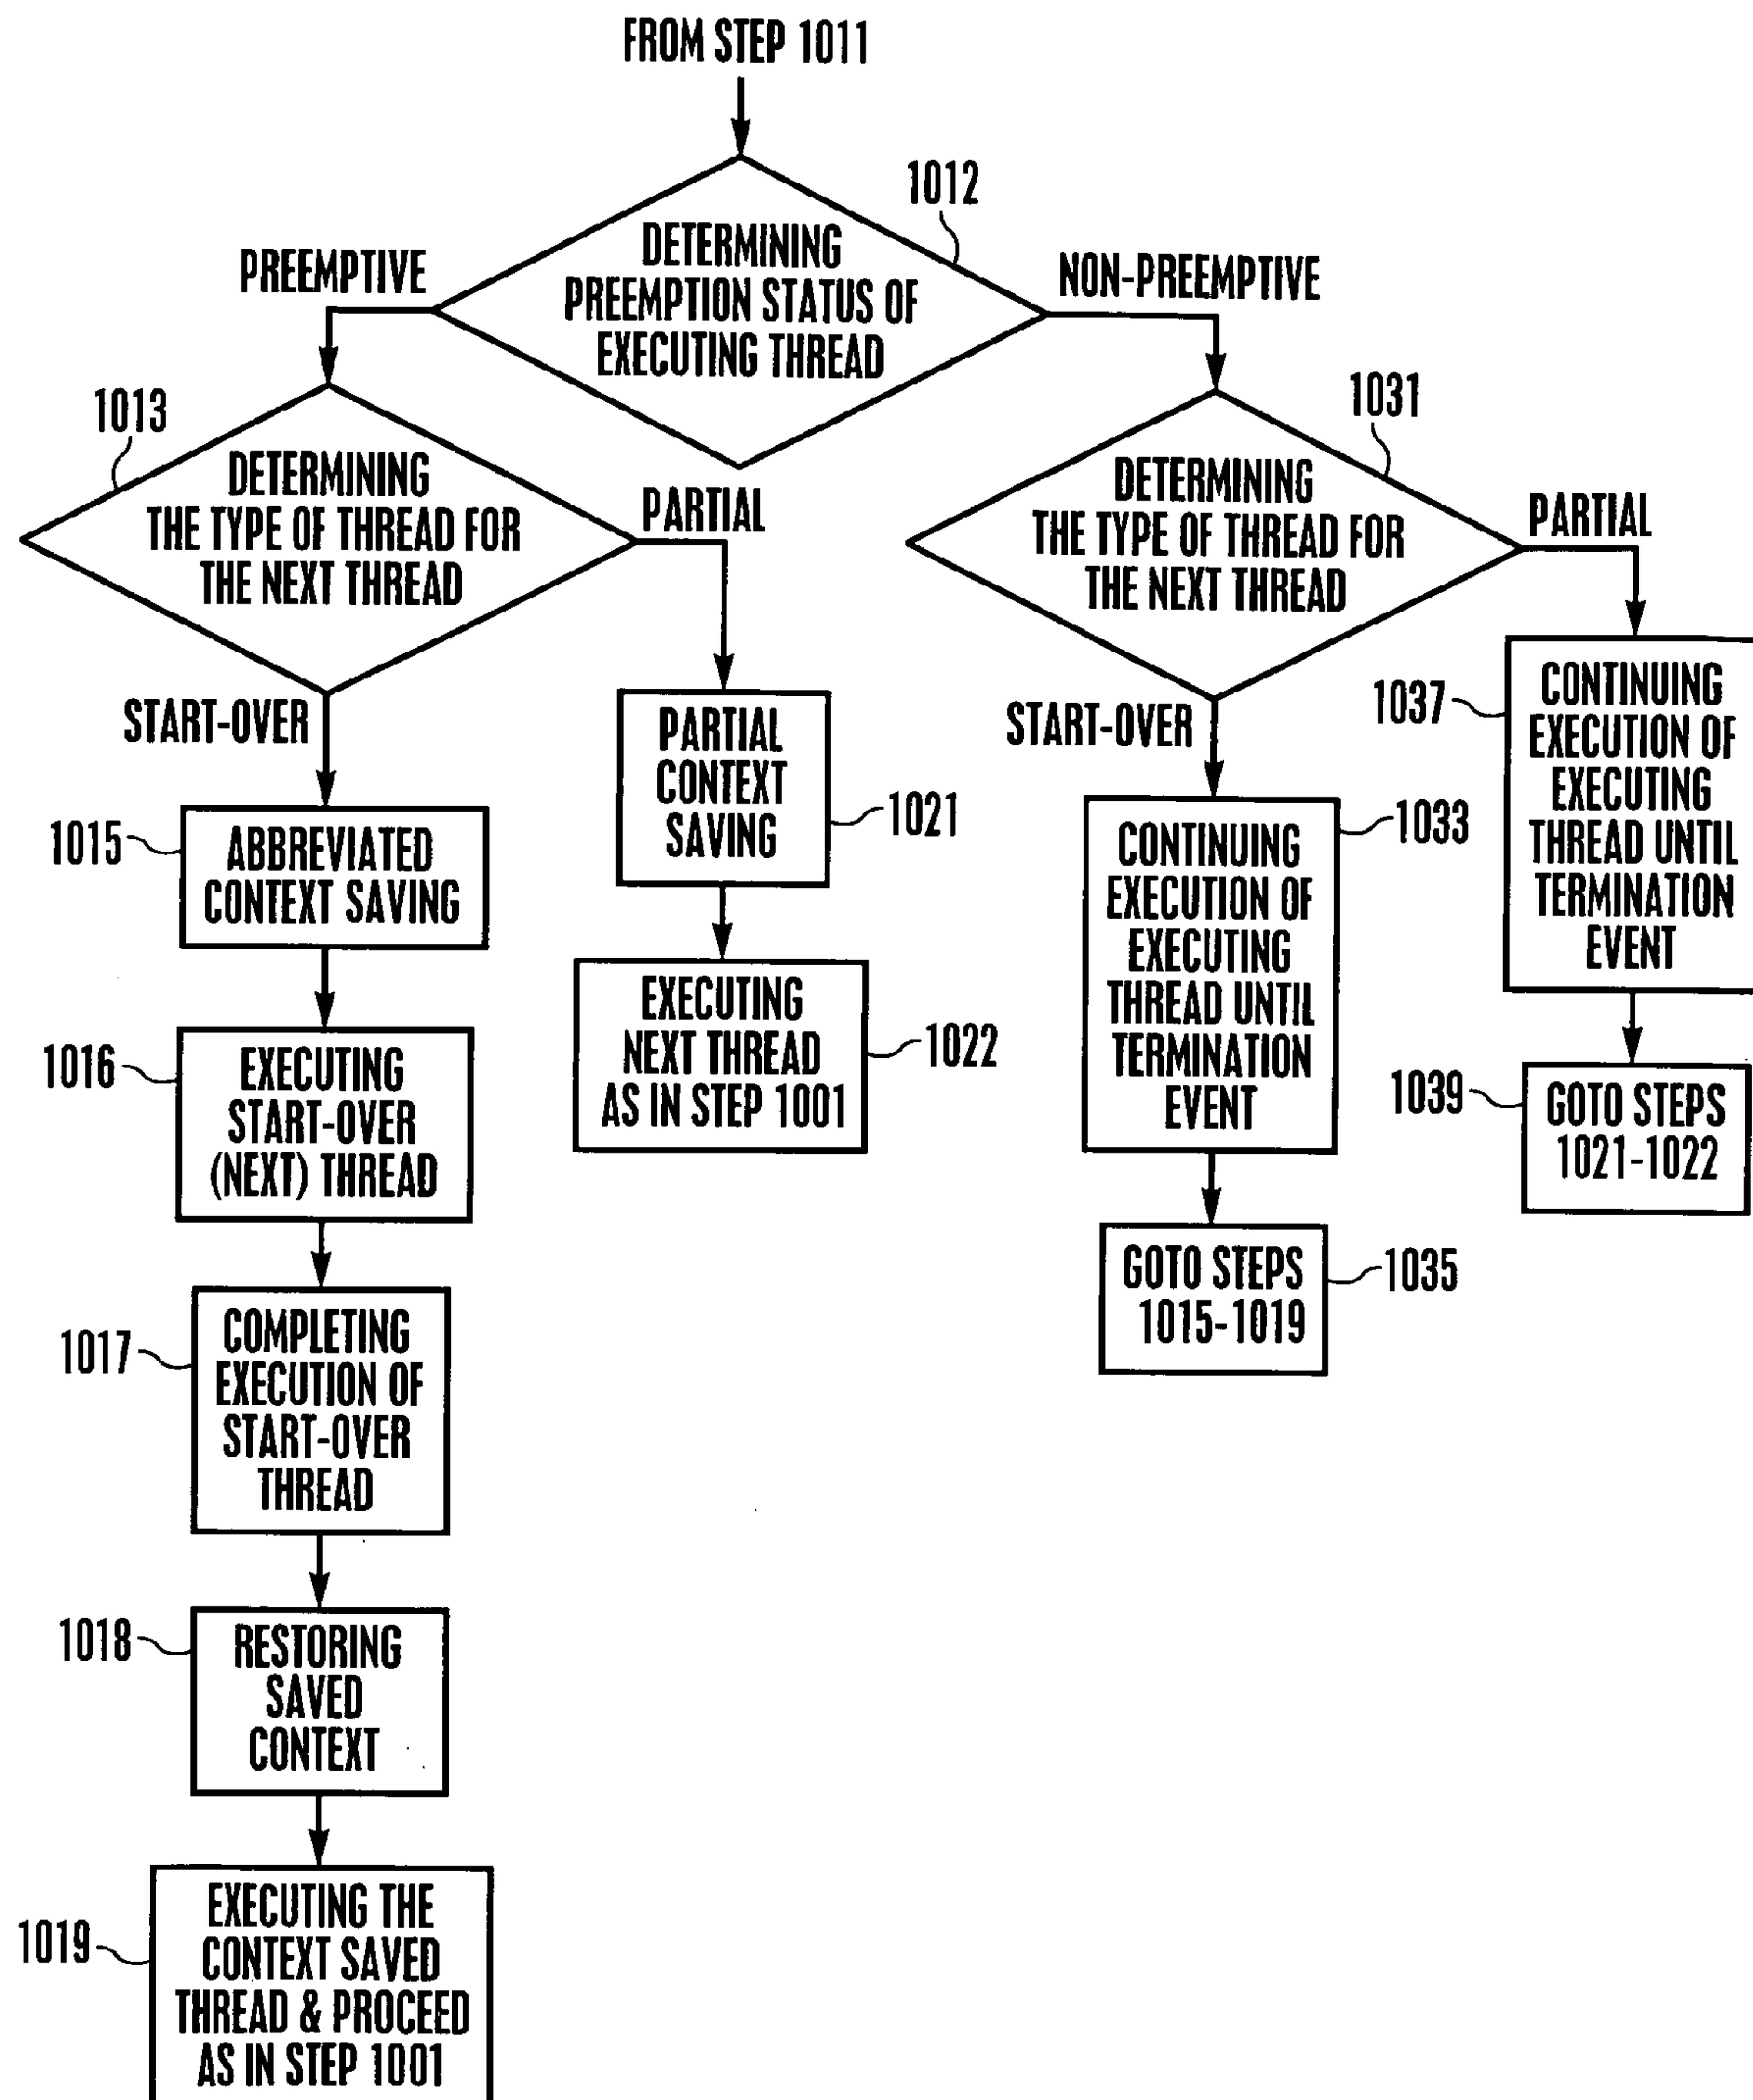 FROM STEP 1011
1012
DETERMINING
PREEMPTION STATUS OF
EXECUTING THREAD
PREEMPTIVE
NON-PREEMPTIVE
1013
DETERMINING
THE TYPE OF THREAD FOR
THE NEXT THREAD
PARTIAL
START-OVER
1031
DETERMINING
THE TYPE OF THREAD FOR
THE NEXT THREAD
PARTIAL
START-OVER
1015
ABBREVIATED
CONTEXT SAVING
1016
EXECUTING
START-OVER
(NEXT) THREAD
1017
COMPLETING
EXECUTION OF
START-OVER
THREAD
1018
RESTORING
SAVED
CONTEXT
1019
EXECUTING THE
CONTEXT SAVED
THREAD & PROCEED
AS IN STEP 1001
PARTIAL
CONTEXT
SAVING
1021
EXECUTING
NEXT THREAD
AS IN STEP 1001
1022
CONTINUING
EXECUTION OF
EXECUTING
THREAD UNTIL
TERMINATION
EVENT
1033
GOTO STEPS
1015-1019
1035
1037
CONTINUING
EXECUTION OF
EXECUTING
THREAD UNTIL
TERMINATION
EVENT
1039
GOTO STEPS
1021-1022